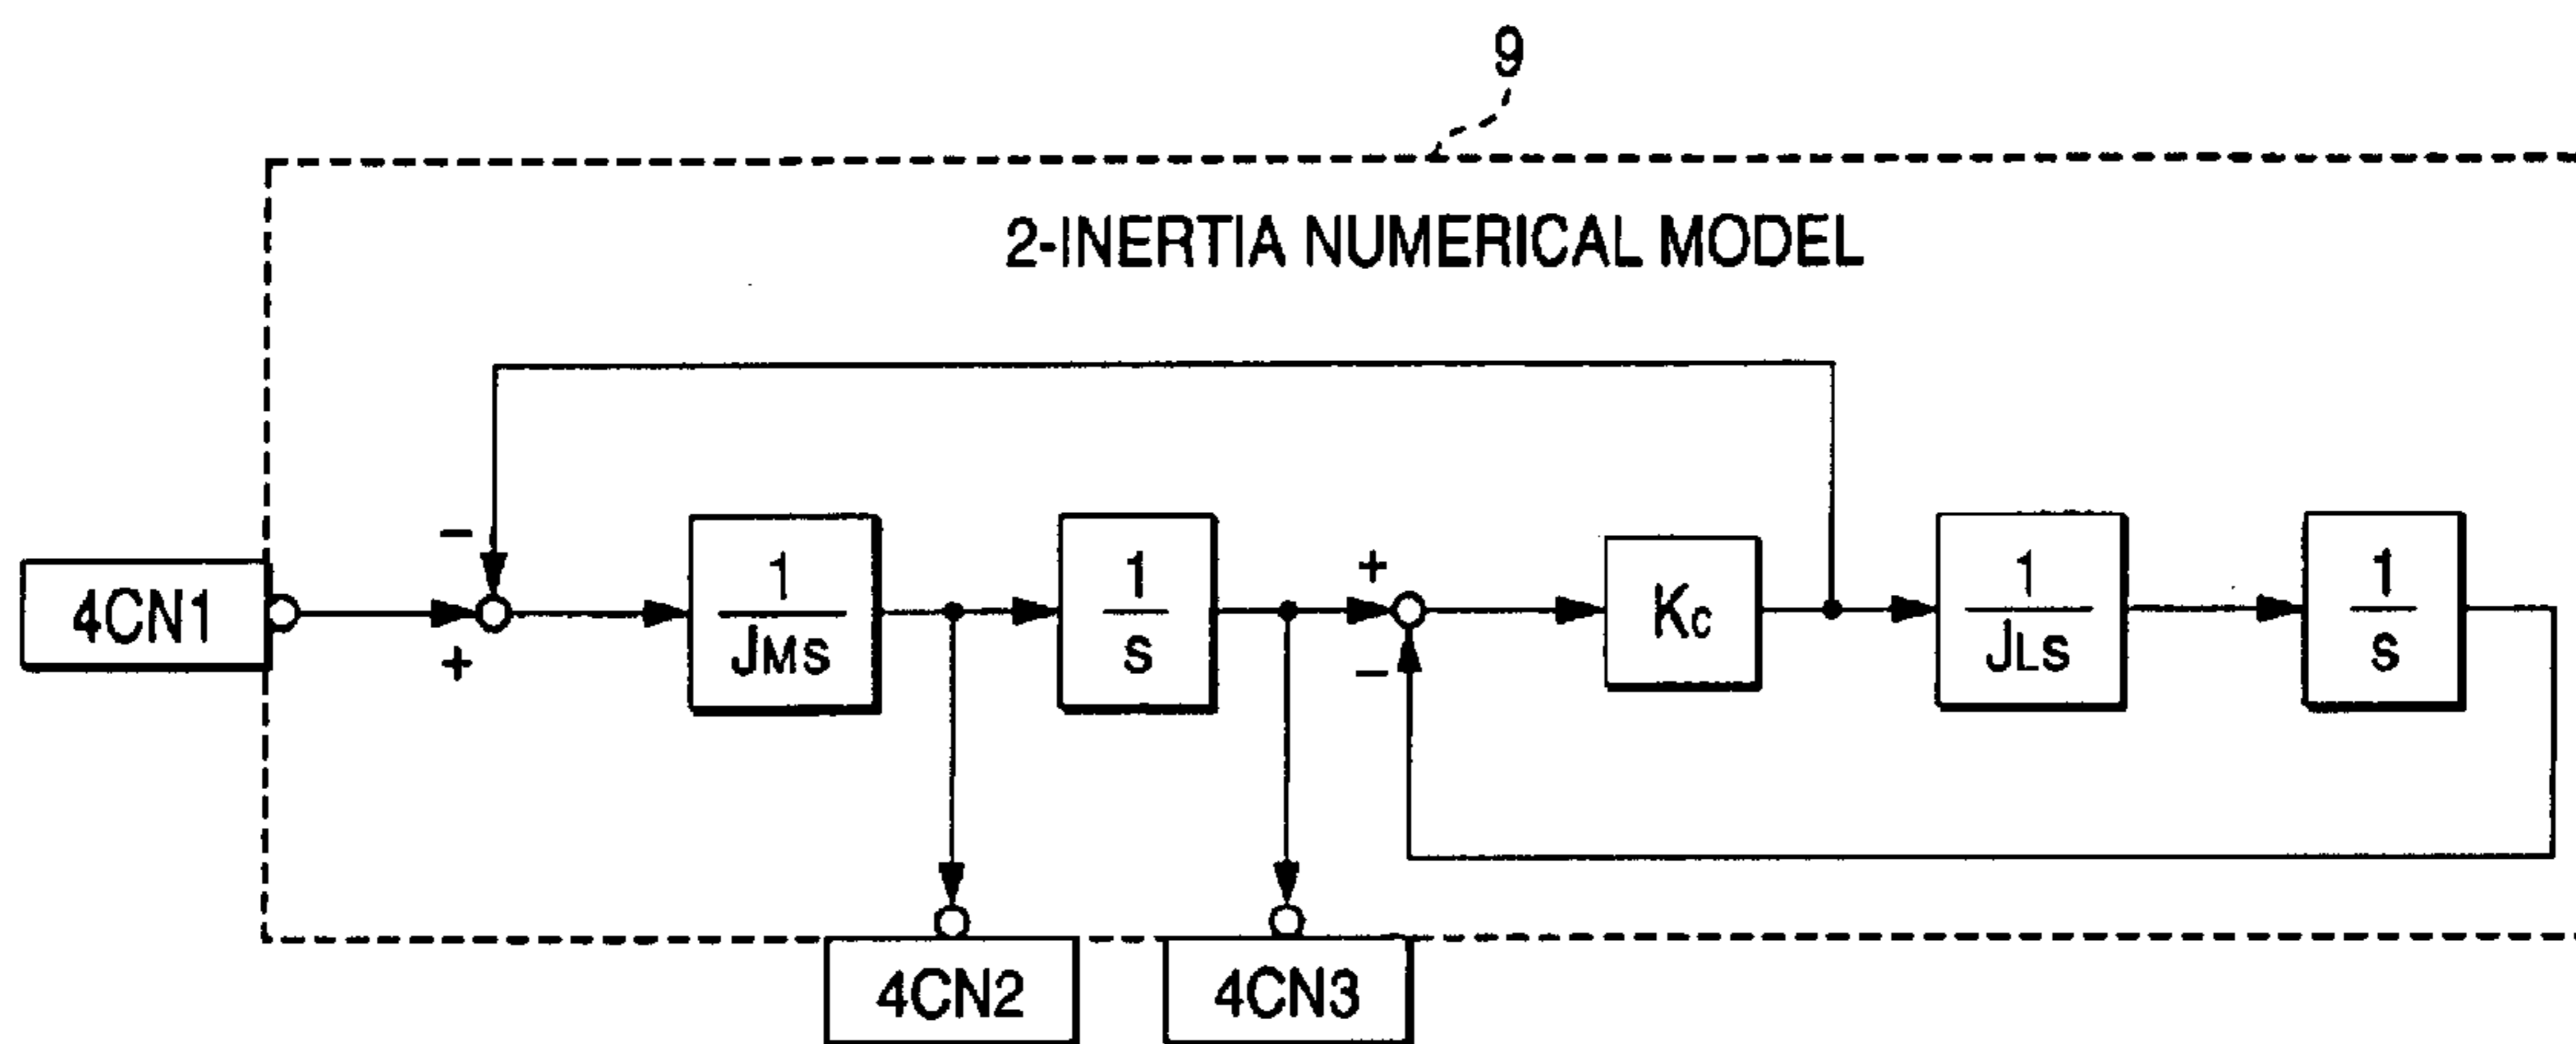 9
2-INERTIA NUMERICAL MODEL
−
+
4CN1
1
JMs
1
s
+
−
Kc
1
JLs
1
s
4CN2
4CN3